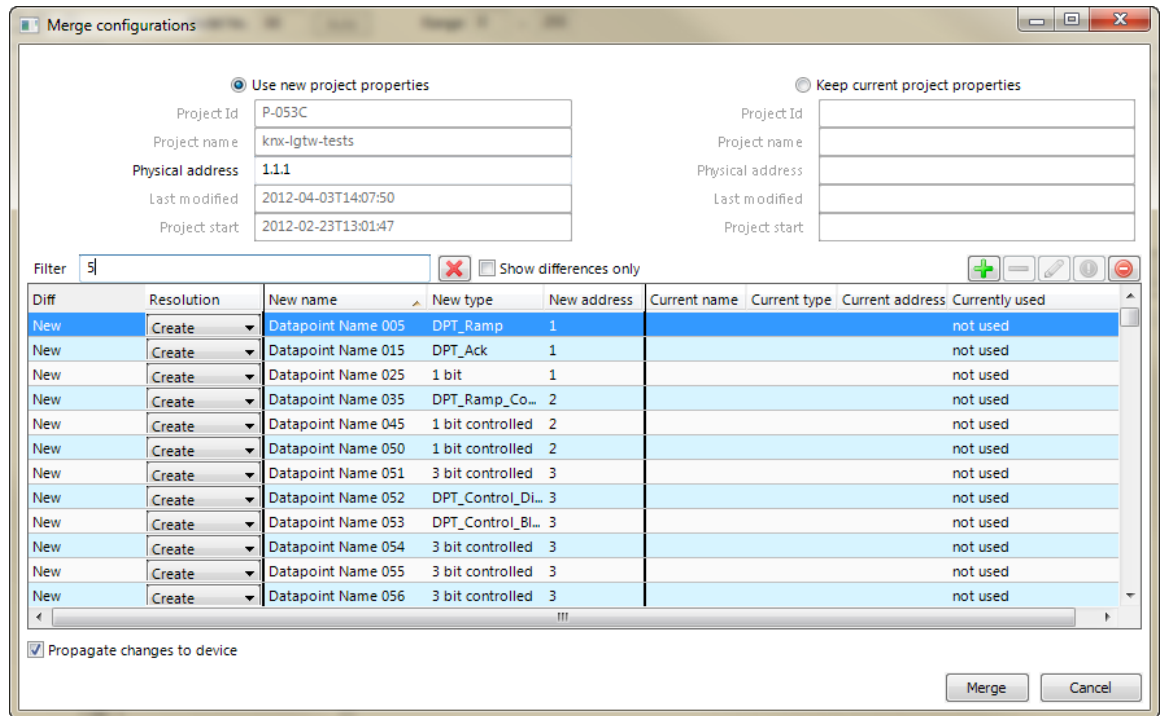 Merge configurations
Use new project properties Keep current project properties
Project Id P-053C Project Id
Project name knx-lgtw-tests Project name
Physical address 1.1.1 Physical address
Last modified 2012-04-03T14:07:50 Last modified
Project start 2012-02-23T13:01:47 Project start
Filter 5 Show differences only
Diff Resolution New name New type New address Current name Current type Current address Currently used
New Create Datapoint Name 005 DPT_Ramp 1 not used
New Create Datapoint Name 015 DPT_Ack 1 not used
New Create Datapoint Name 025 1 bit 1 not used
New Create Datapoint Name 035 DPT_Ramp_Co... 2 not used
New Create Datapoint Name 045 1 bit controlled 2 not used
New Create Datapoint Name 050 1 bit controlled 2 not used
New Create Datapoint Name 051 3 bit controlled 3 not used
New Create Datapoint Name 052 DPT_Control_Di... 3 not used
New Create Datapoint Name 053 DPT_Control_Bl... 3 not used
New Create Datapoint Name 054 3 bit controlled 3 not used
New Create Datapoint Name 055 3 bit controlled 3 not used
New Create Datapoint Name 056 3 bit controlled 3 not used
Propagate changes to device
Merge Cancel